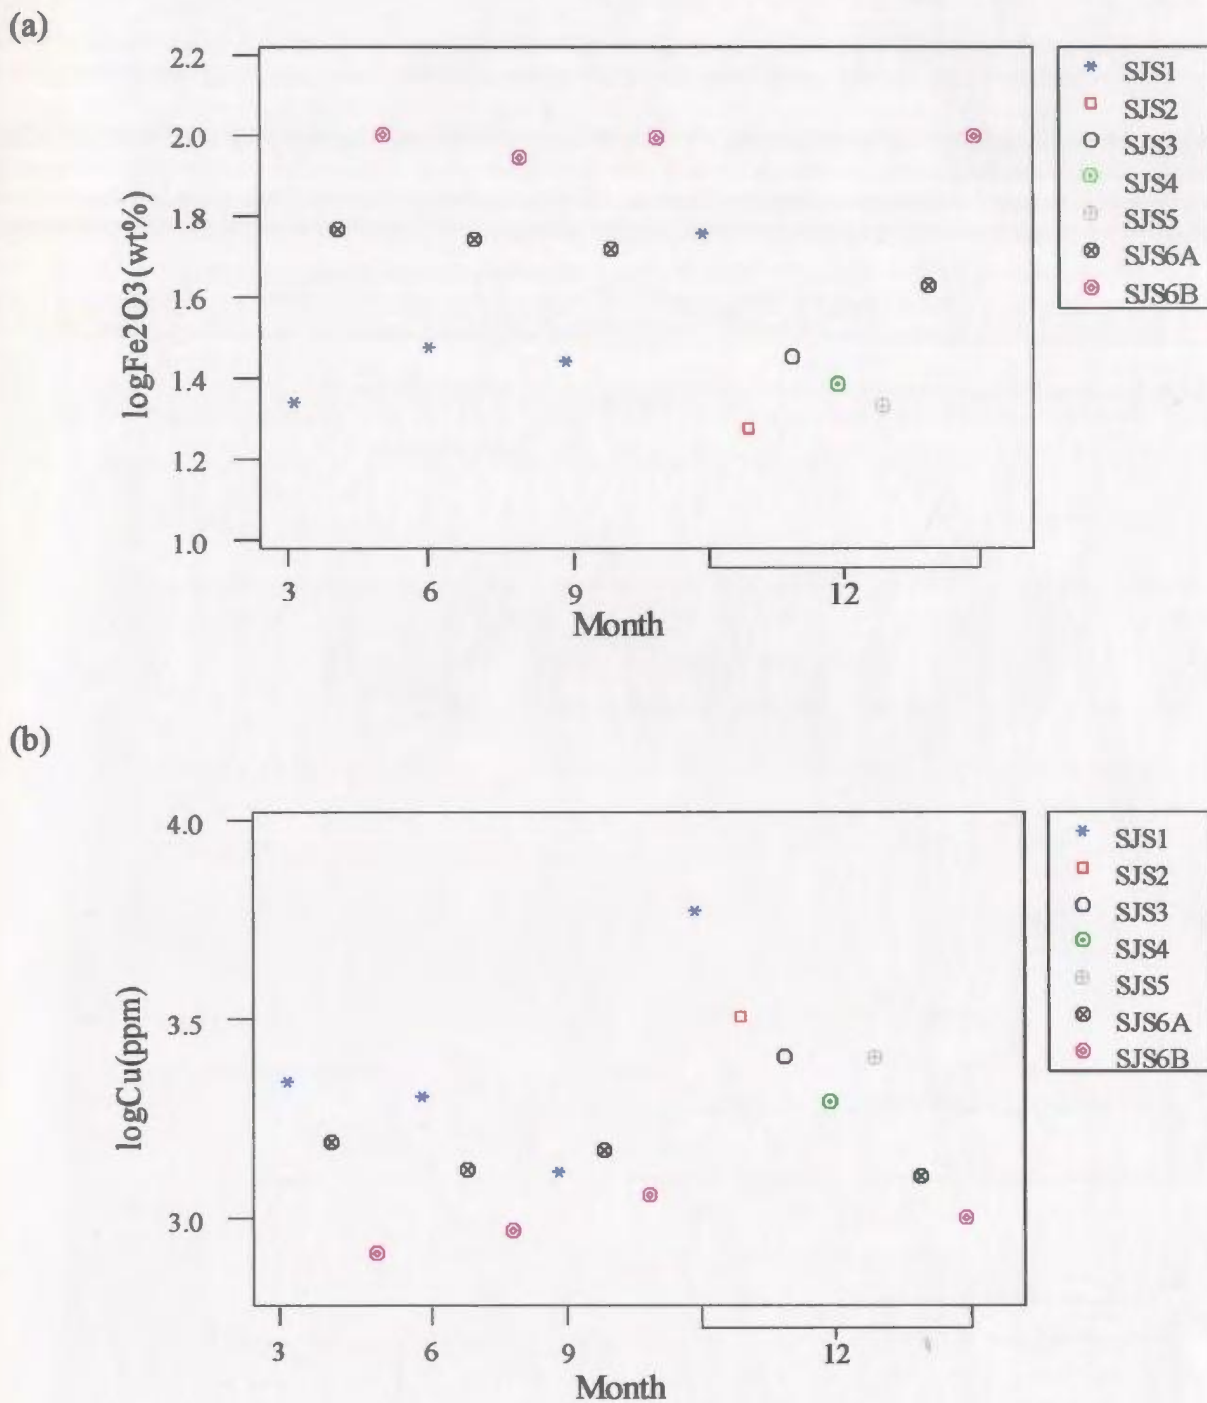 (a)
2.2
2.0
1.8
1.6
1.4
1.2
1.0
logFe2O3(wt%)
3
6
9
12
Month
SJS1
SJS2
SJS3
SJS4
SJS5
SJS6A
SJS6B
(b)
4.0
3.5
3.0
logCu(ppm)
3
6
9
12
Month
SJS1
SJS2
SJS3
SJS4
SJS5
SJS6A
SJS6B